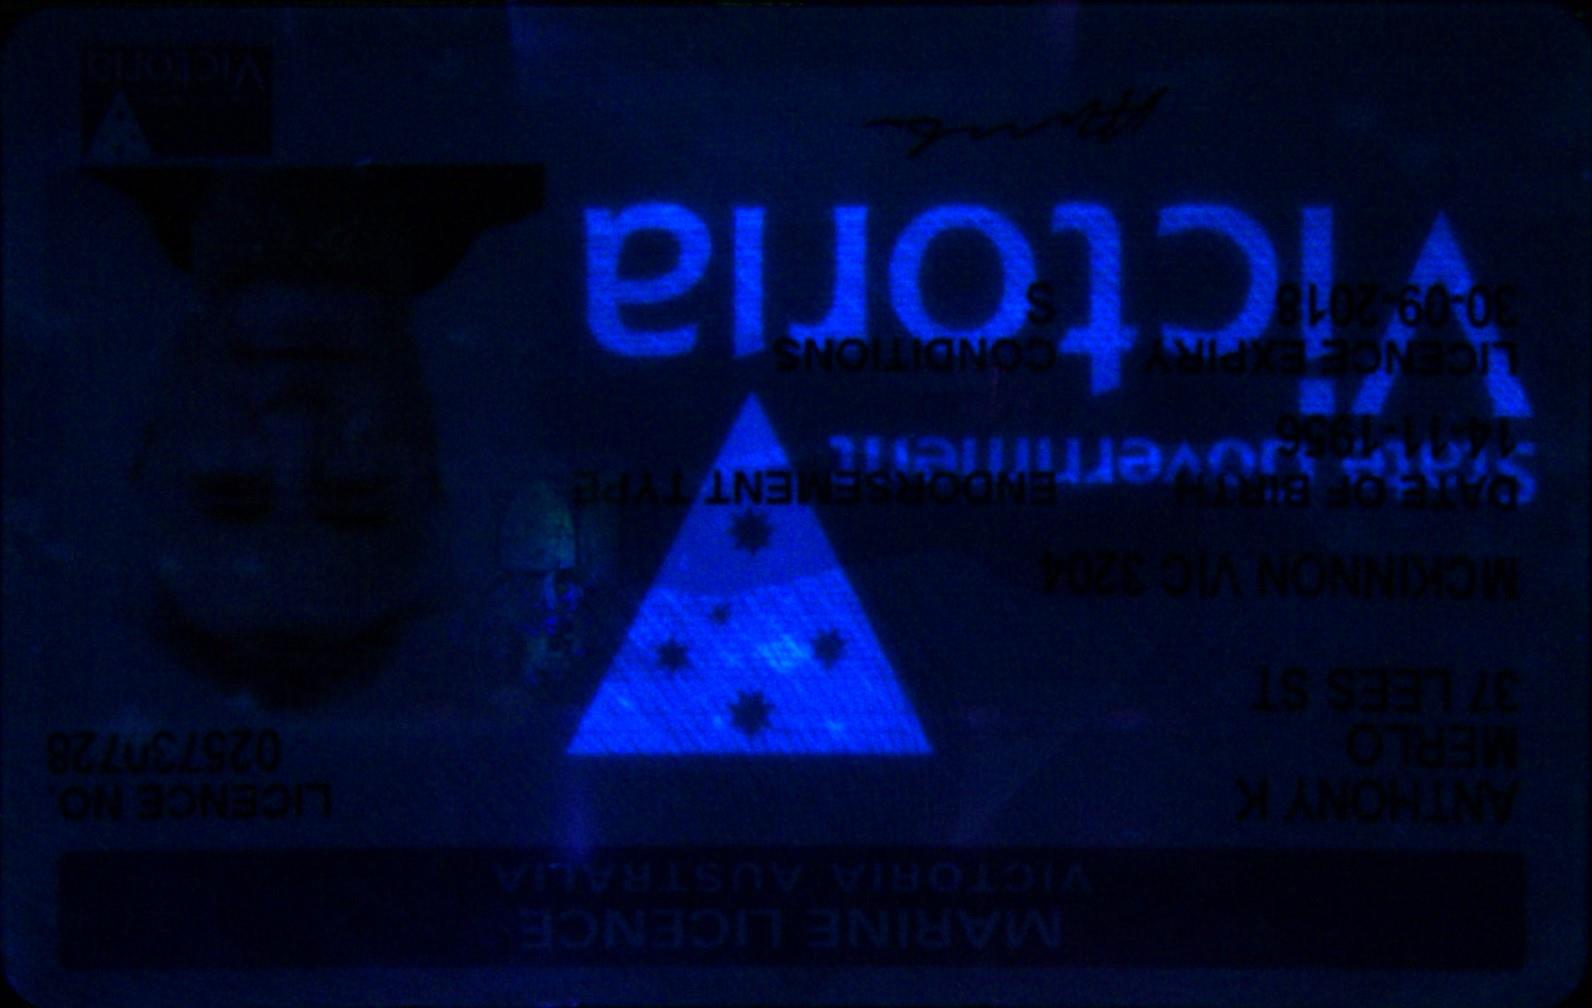 MARINE LICENCE
VICTORIA AUSTRALIA
ANTHONY K
MERLO
37 LEES ST
MCKINNON VIC 3204
LICENCE NO.
025730728
DATE OF BIRTH
14-11-1956
ENDORSEMENT TYPE
LICENCE EXPIRY
30-09-2018
CONDITIONS
S
State Government
Victoria
Victoria